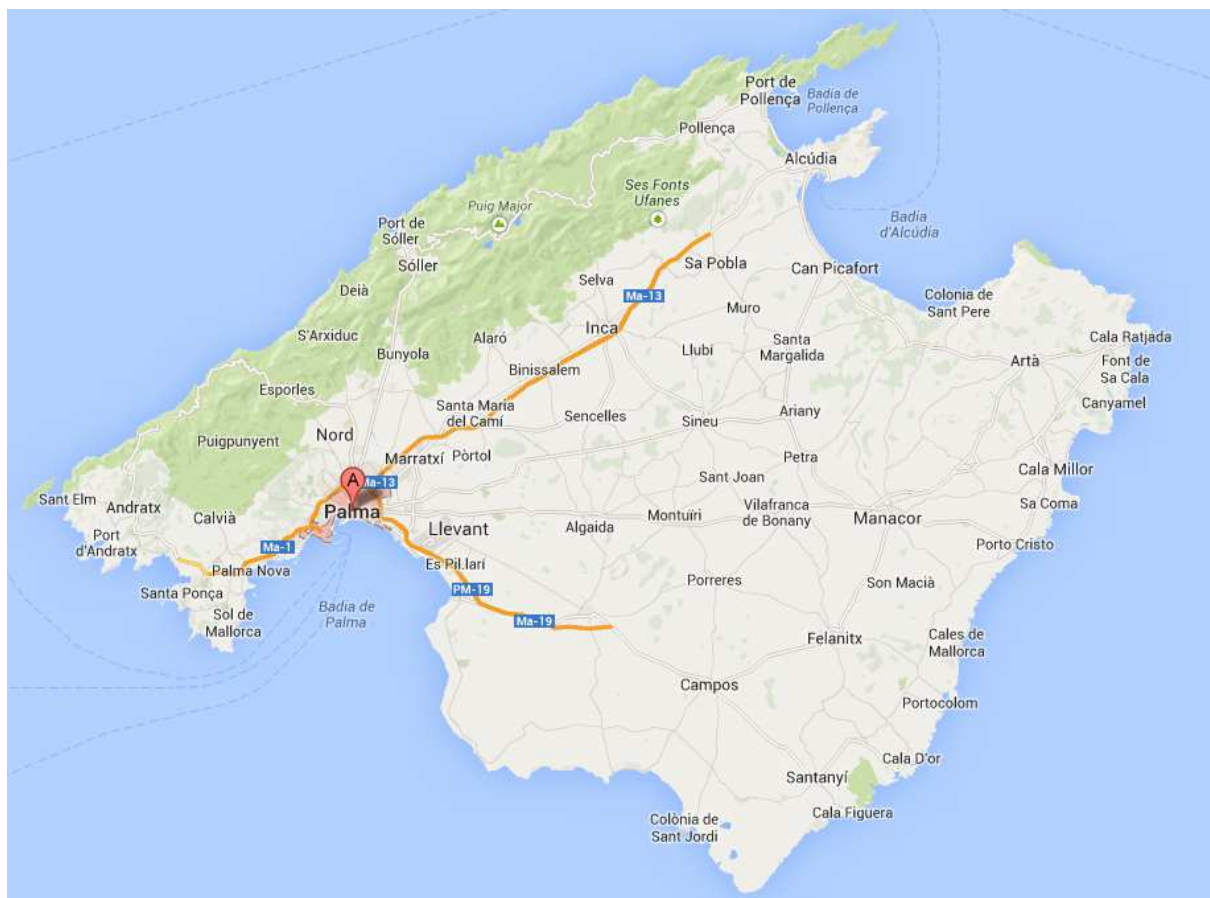 Port de
Pollença
Badia de
Pollença
Pollença
Alcúdia
Ses Fonts
Ufanes
Puig Major
Port de
Sóller
Badia
d'Alcúdia
Sóller
Sa Pobla
Can Picafort
Selva
Deià
Ma-13
Muro
Colonia de
Sant Pere
S'Arxiduc
Inca
Alaró
Cala Ratjada
Santa
Margalida
Bunyola
Llubí
Artà
Font de
Sa Cala
Binissalem
Esporles
Canyamel
Santa María
del Camí
Sencelles
Ariany
Sineu
Nord
Puigpunyent
Marratxí
Pòrtol
Petra
Cala Millor
Sant Joan
A
Ma-13
Sant Elm
Andratx
Sa Coma
Vilafranca
de Bonany
Palma
Calvià
Llevant
Algaida
Montuïri
Manacor
Port
d'Andratx
Ma-1
Porto Cristo
Es Pil.larí
Palma Nova
Porreres
Son Macià
PM-19
Santa Ponça
Badia de
Palma
Sol de
Mallorca
Ma-19
Felanitx
Cales de
Mallorca
Campos
Portocolom
Cala D'or
Santanyí
Cala Figuera
Colònia de
Sant Jordi